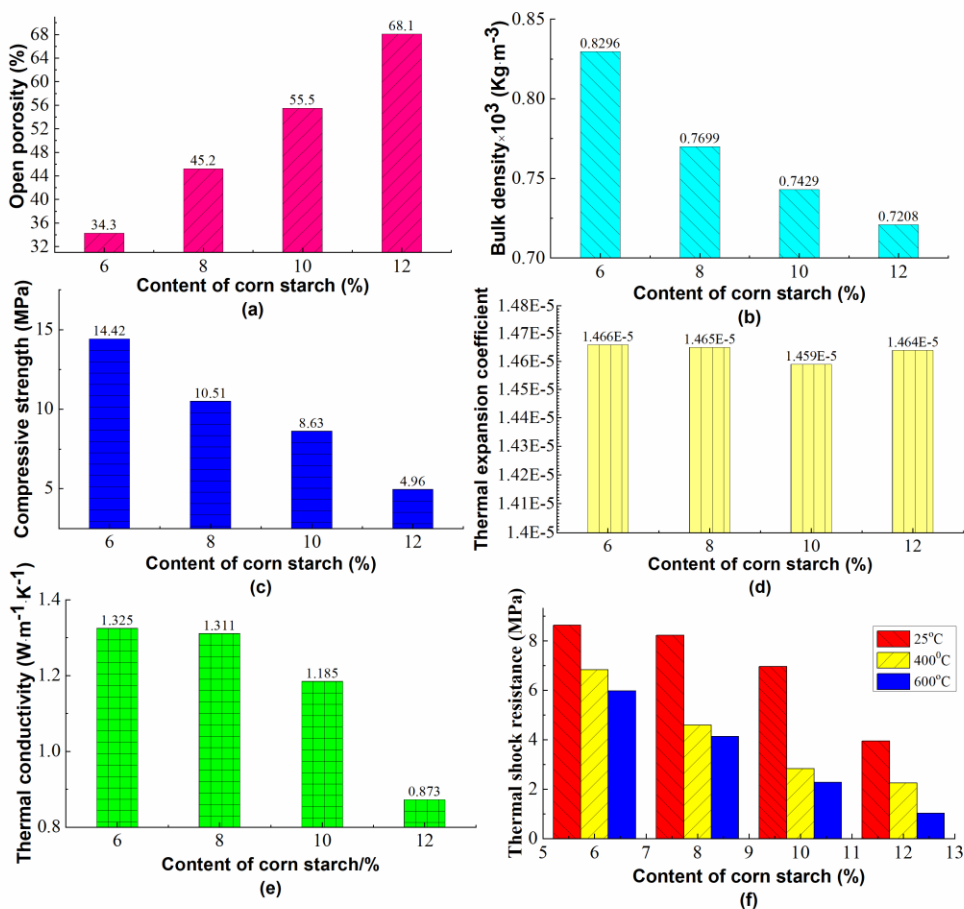 Open porosity (%)
68
64
60
56
52
48
44
40
36
32
34.3
45.2
55.5
68.1
6
8
10
12
Content of corn starch (%)
(a)
Bulk density×10³ (Kg·m⁻³)
0.85
0.80
0.75
0.70
0.8296
0.7699
0.7429
0.7208
6
8
10
12
Content of corn starch (%)
(b)
Compressive strength (MPa)
15
10
5
14.42
10.51
8.63
4.96
6
8
10
12
Content of corn starch (%)
(c)
Thermal expansion coefficient
1.48E-5
1.47E-5
1.46E-5
1.45E-5
1.44E-5
1.43E-5
1.42E-5
1.41E-5
1.4E-5
1.466E-5
1.465E-5
1.459E-5
1.464E-5
6
8
10
12
Content of corn starch (%)
(d)
Thermal conductivity (W·m⁻¹·K⁻¹)
1.4
1.2
1.0
0.8
1.325
1.311
1.185
0.873
6
8
10
12
Content of corn starch/%
(e)
Thermal shock resistance (MPa)
8
6
4
2
0
25°C
400⁰C
600°C
5
6
7
8
9
10
11
12
13
Content of corn starch (%)
(f)